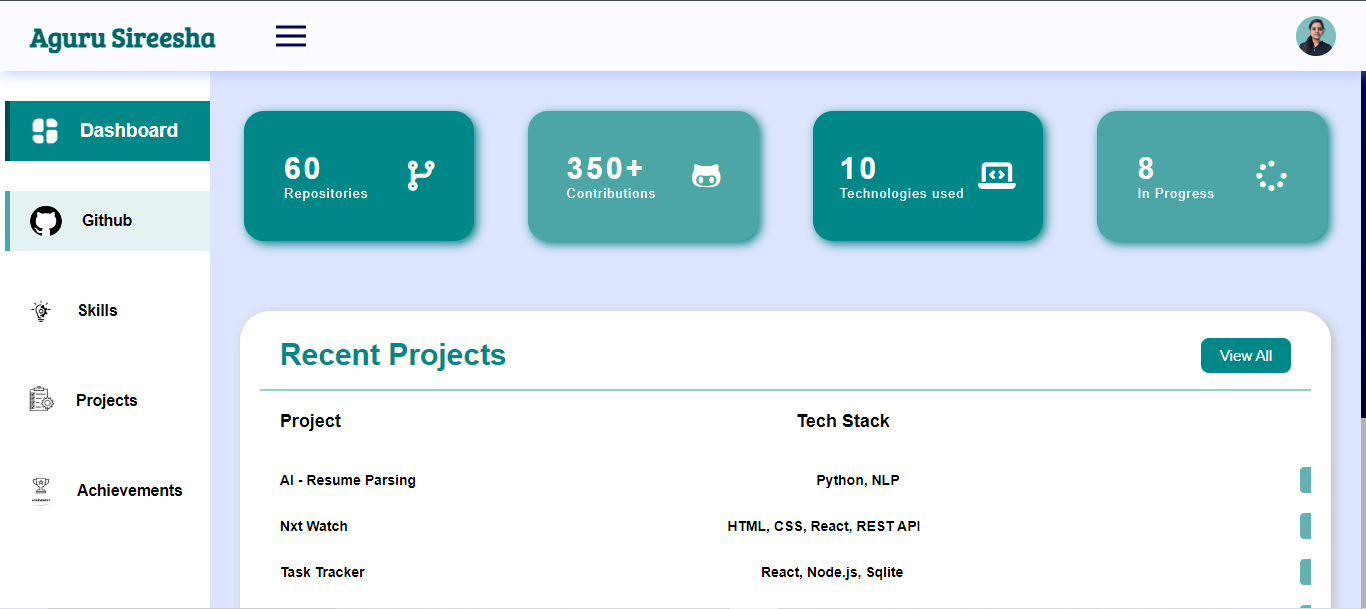 Aguru Sireesha
Dashboard
Github
Skills
Projects
Achievements
60
Repositories
350+
Contributions
10
Technologies used
8
In Progress
Recent Projects
View All
Project Tech Stack
AI - Resume Parsing Python, NLP
Nxt Watch HTML, CSS, React, REST API
Task Tracker React, Node.js, Sqlite